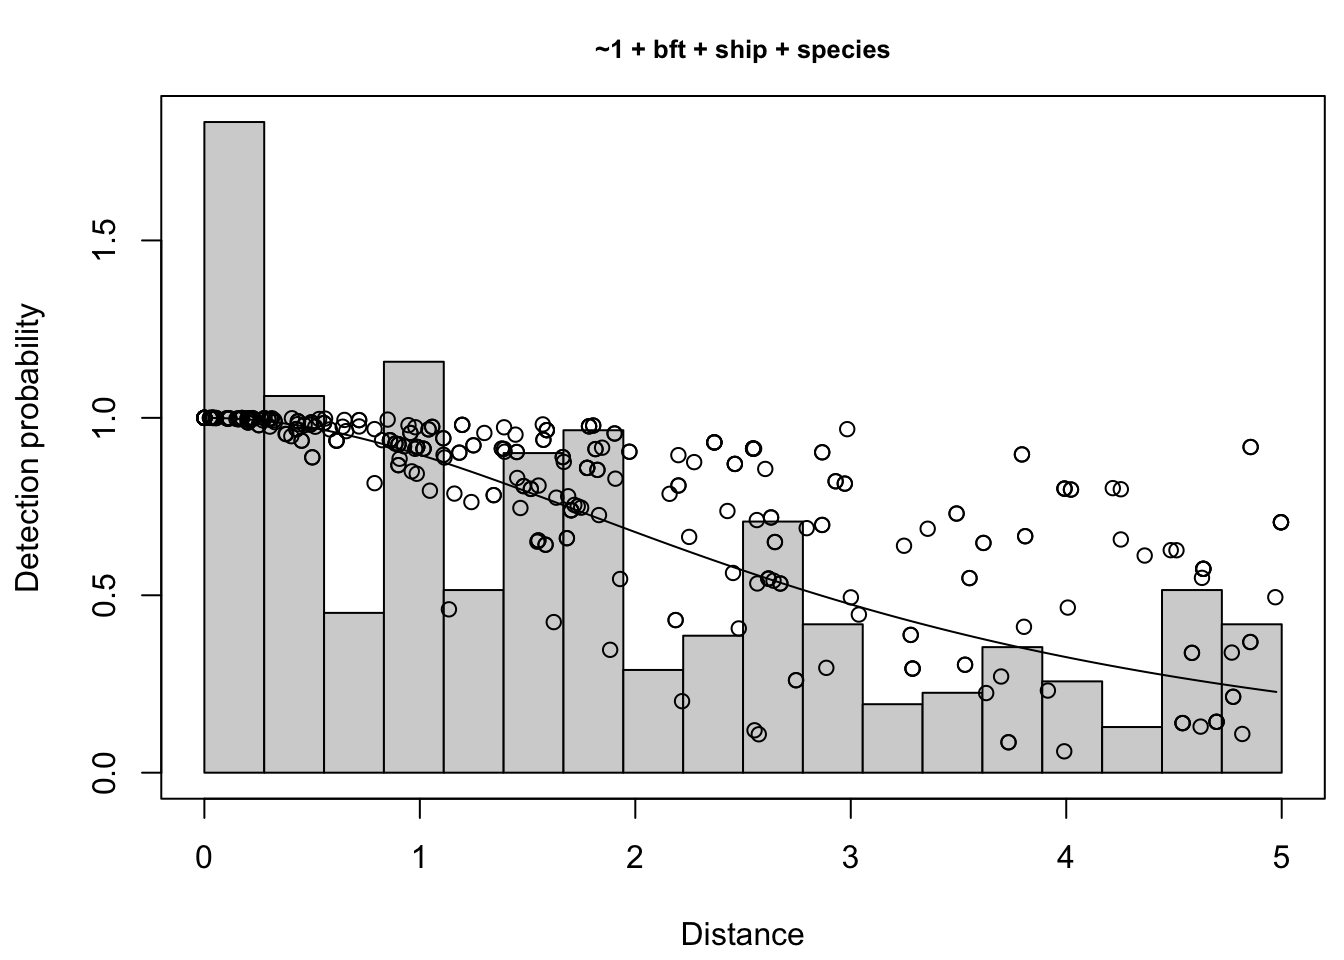 ~1 + bft + ship + species
Detection probability
1.5
1.0
0.5
0.0
0 1 2 3 4 5
Distance